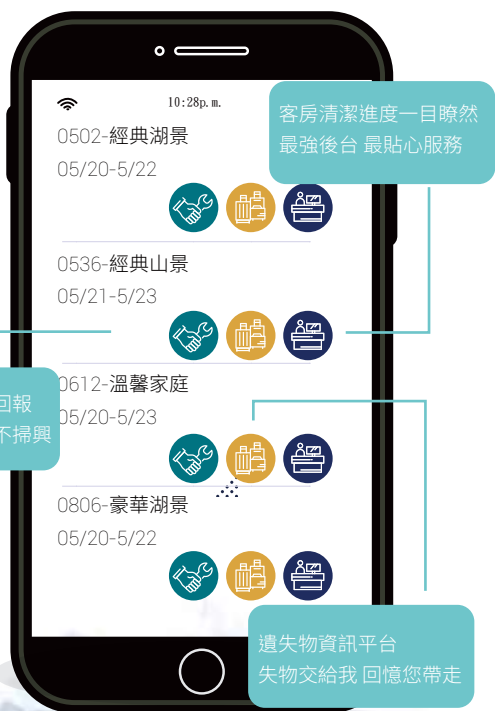 10:28p.m.
客房清潔進度一目瞭然
最強後台 最貼心服務
0502-經典湖景
05/20-5/22
0536-經典山景
05/21-5/23
回報
不掃興
0612-溫馨家庭
05/20-5/23
0806-豪華湖景
05/20-5/22
遺失物資訊平台
失物交給我 回憶您帶走